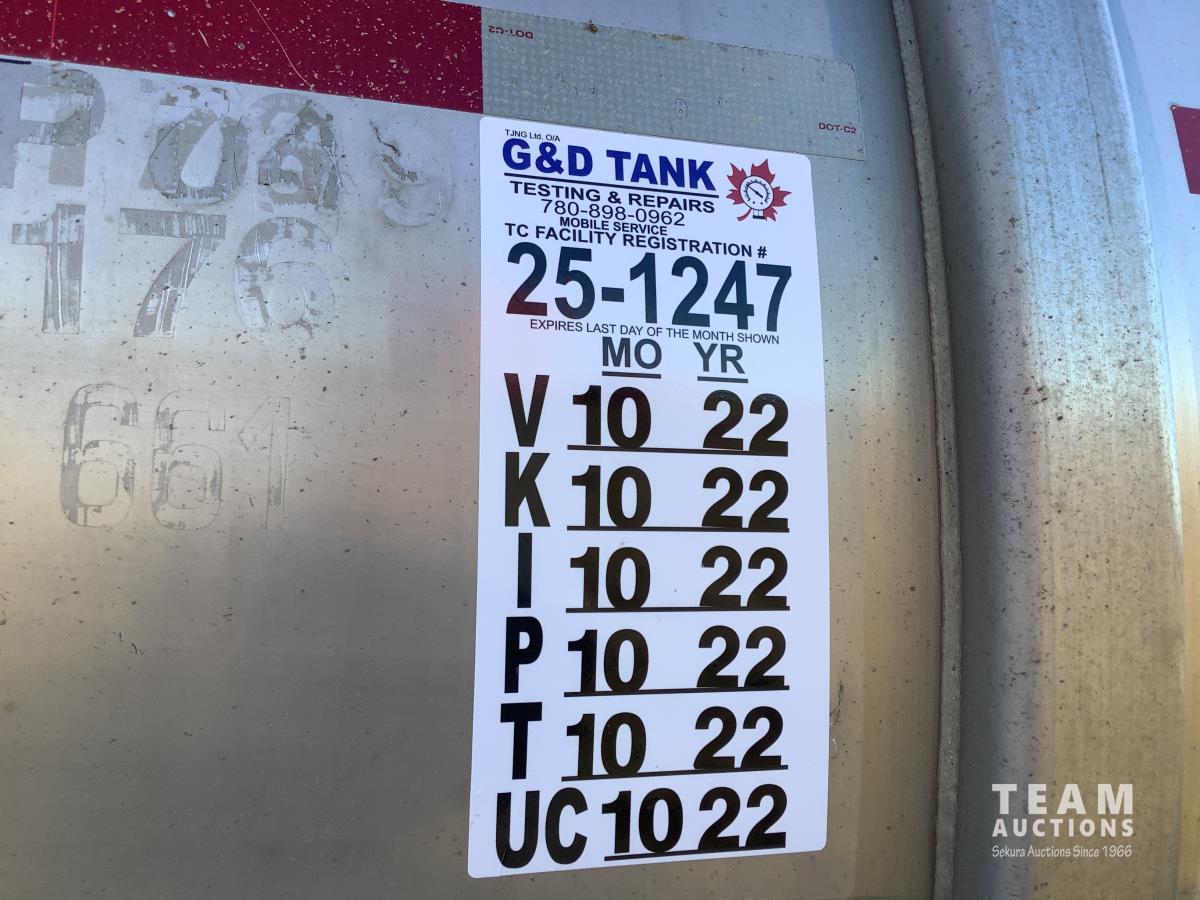 DOT-C2
DOT-C2
TJNG Ltd. O/A
G&D TANK
TESTING & REPAIRS
780-898-0962
MOBILE SERVICE
TC FACILITY REGISTRATION #
25-1247
EXPIRES LAST DAY OF THE MONTH SHOWN
MO YR
V 10 22
K 10 22
I 10 22
P 10 22
T 10 22
UC 10 22
176
661
TEAM
AUCTIONS
Sekura Auctions Since 1966